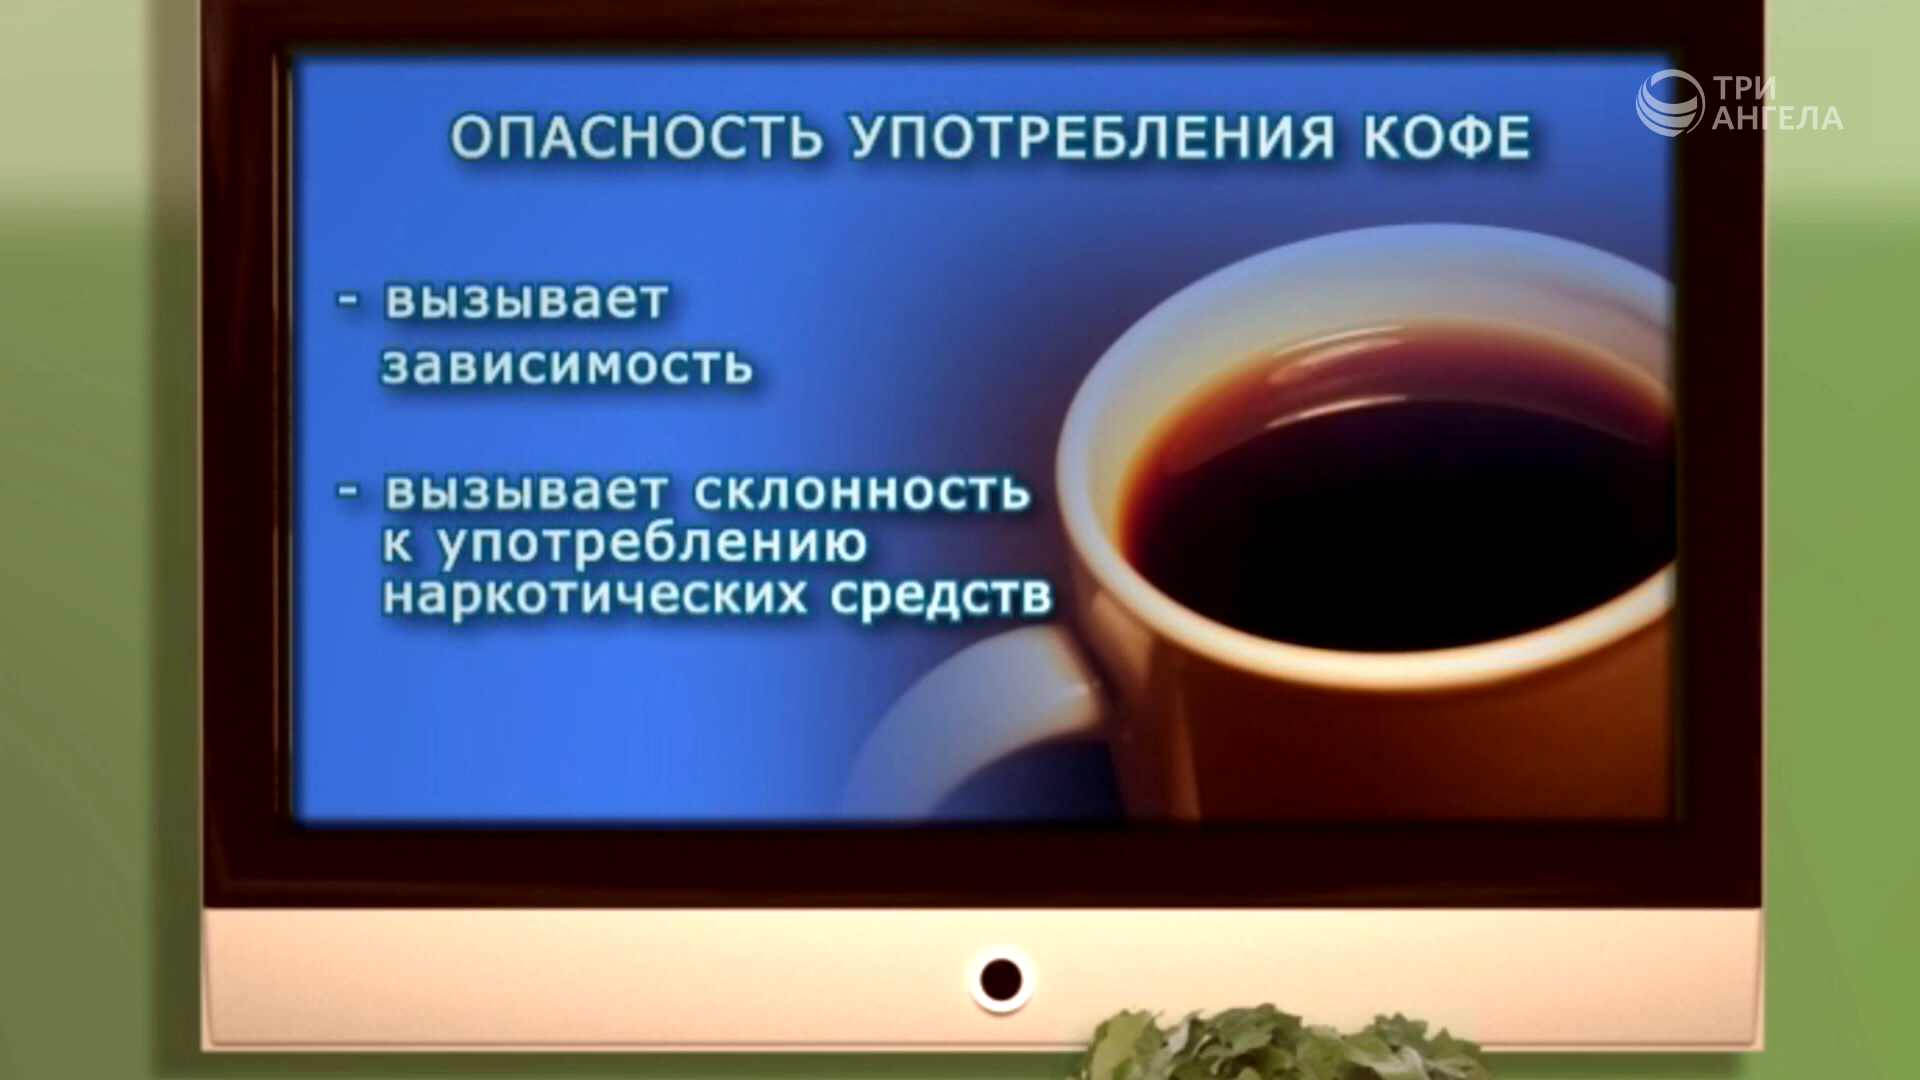 ТРИ
АНГЕЛА
ОПАСНОСТЬ УПОТРЕБЛЕНИЯ КОФЕ
- вызывает
зависимость
- вызывает склонность
к употреблению
наркотических средств